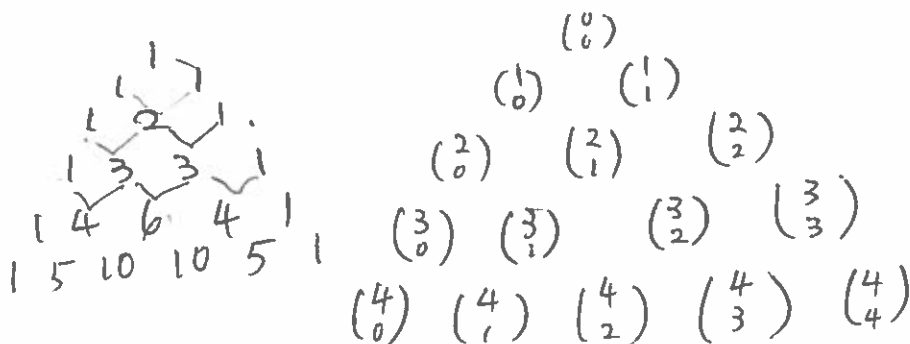 1
1 1
1 2 1
1 3 3 1
1 4 6 4 1
1 5 10 10 5 1
(0 0)
(1 0) (1 1)
(2 0) (2 1) (2 2)
(3 0) (3 1) (3 2) (3 3)
(4 0) (4 1) (4 2) (4 3) (4 4)